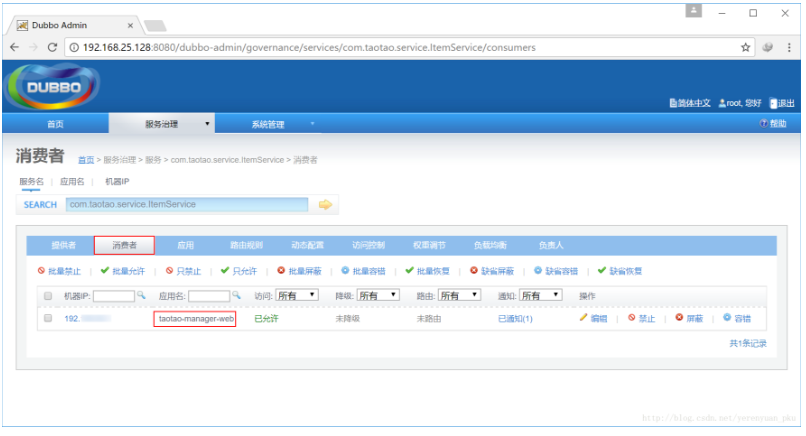 Dubbo Admin
192.168.25.128:8080/dubbo-admin/governance/services/com.taotao.service.ItemService/consumers
DUBBO
简体中文 root, 您好 退出
首页 服务治理 系统管理 帮助
消费者 首页 > 服务治理 > 服务 > com.taotao.service.ItemService > 消费者
服务名 | 应用名 | 机器IP
SEARCH com.taotao.service.ItemService
提供者 消费者 应用 路由规则 动态配置 访问控制 权重调节 负载均衡 负责人
批量禁止 | 批量允许 | 只禁止 | 只允许 | 批量屏蔽 | 批量容错 | 批量恢复 | 缺省屏蔽 | 缺省容错 | 缺省恢复
机器IP: 应用名: 访问: 所有 降级: 所有 路由: 所有 通知: 所有 操作
192. taotao-manager-web 已允许 未降级 未路由 已通知(1) 编辑 | 禁止 | 屏蔽 | 容错
共1条记录
http://blog.csdn.net/yerenyuan_pku